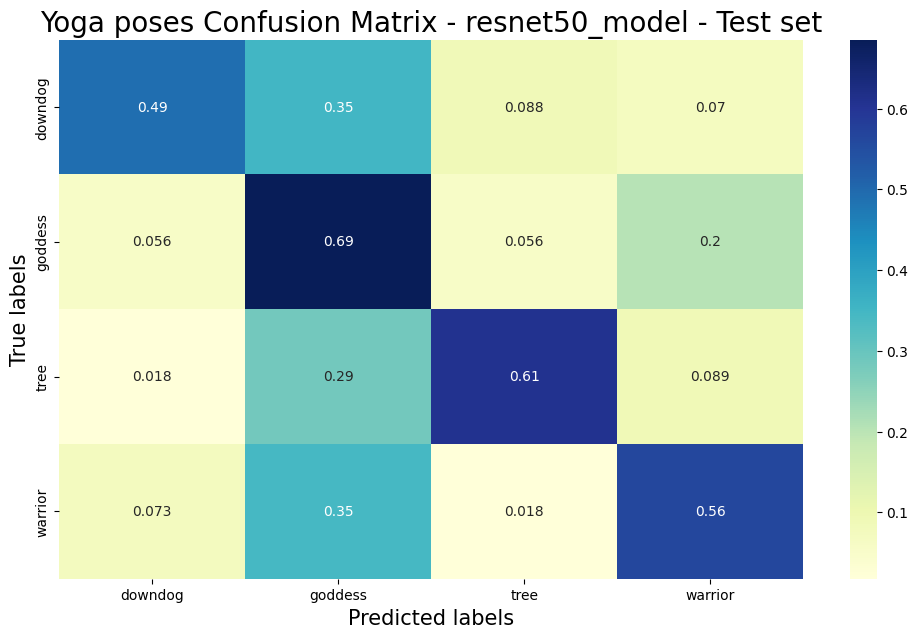 Yoga poses Confusion Matrix - resnet50_model - Test set
True labels
downdog 0.49 0.35 0.088 0.07
goddess 0.056 0.69 0.056 0.2
tree 0.018 0.29 0.61 0.089
warrior 0.073 0.35 0.018 0.56
downdog goddess tree warrior
Predicted labels
0.6
0.5
0.4
0.3
0.2
0.1